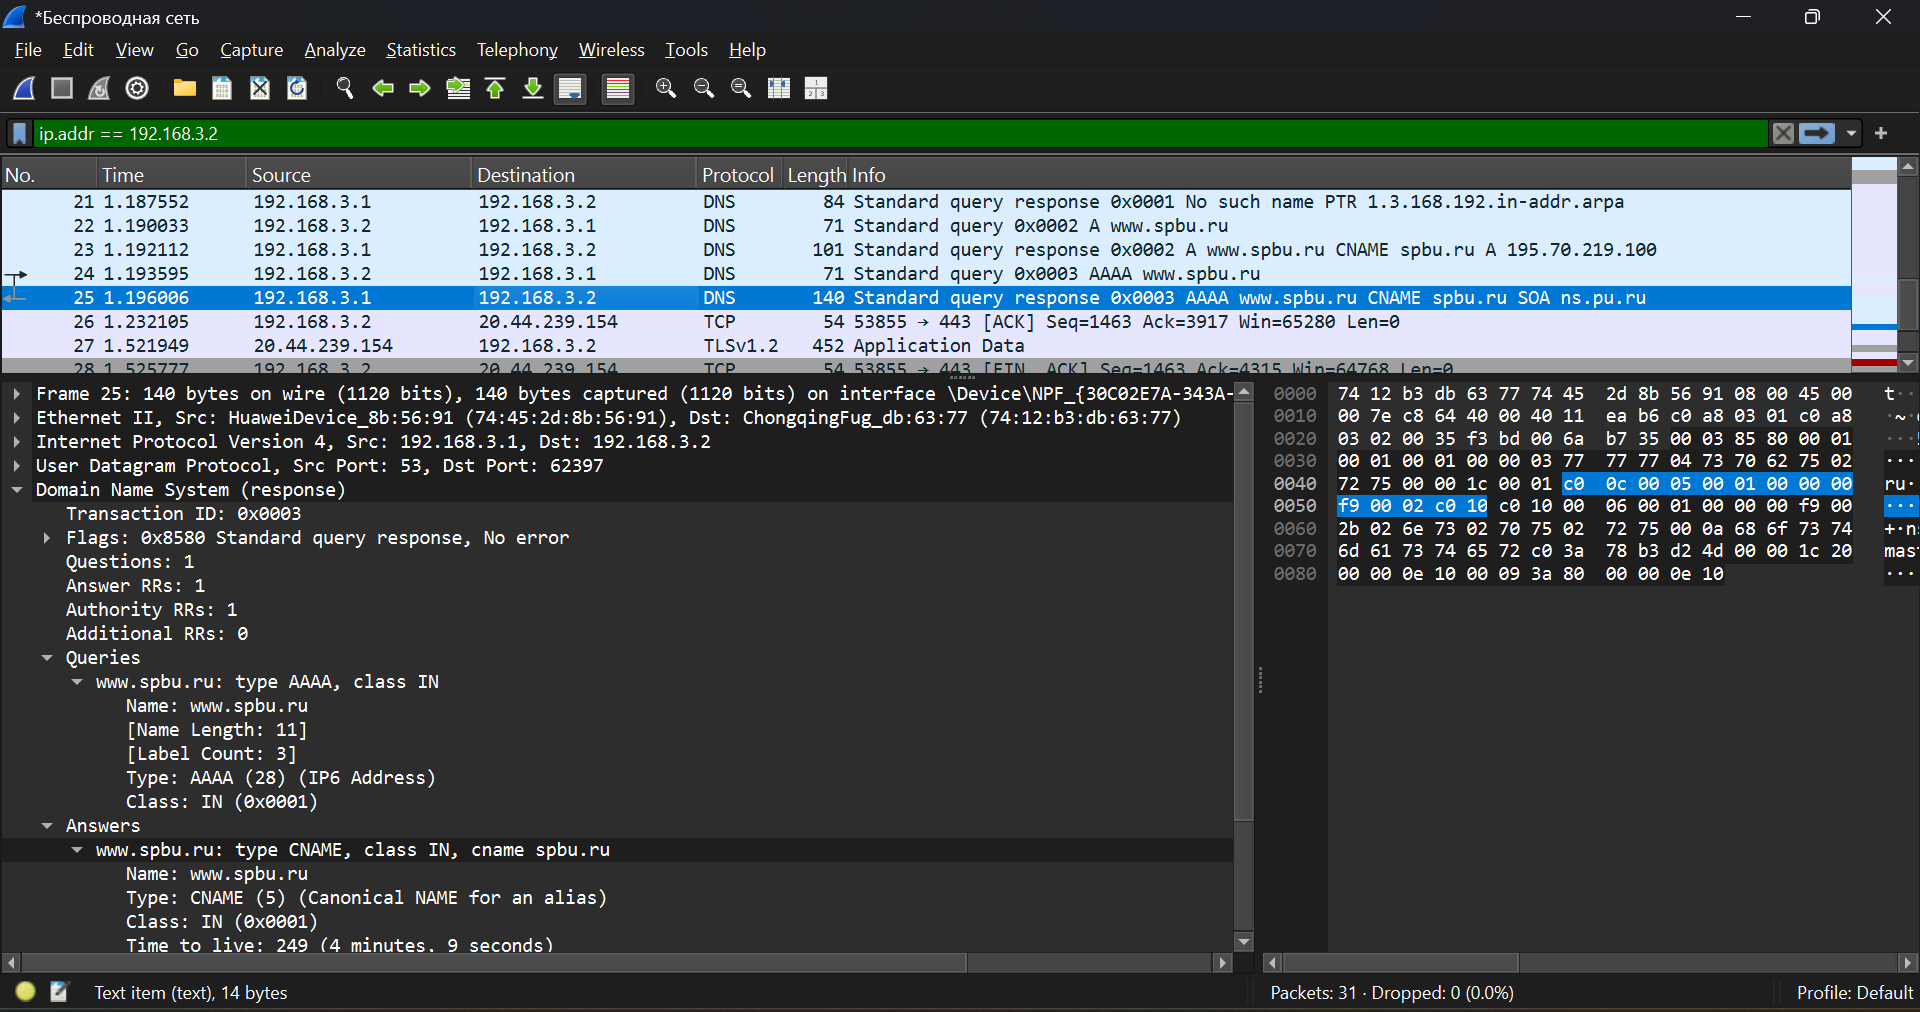 *Беспроводная сеть
File Edit View Go Capture Analyze Statistics Telephony Wireless Tools Help
ip.addr == 192.168.3.2
No. Time Source Destination Protocol Length Info
21 1.187552 192.168.3.1 192.168.3.2 DNS 84 Standard query response 0x0001 No such name PTR 1.3.168.192.in-addr.arpa
22 1.190033 192.168.3.2 192.168.3.1 DNS 71 Standard query 0x0002 A www.spbu.ru
23 1.192112 192.168.3.1 192.168.3.2 DNS 101 Standard query response 0x0002 A www.spbu.ru CNAME spbu.ru A 195.70.219.100
24 1.193595 192.168.3.2 192.168.3.1 DNS 71 Standard query 0x0003 AAAA www.spbu.ru
25 1.196006 192.168.3.1 192.168.3.2 DNS 140 Standard query response 0x0003 AAAA www.spbu.ru CNAME spbu.ru SOA ns.pu.ru
26 1.232105 192.168.3.2 20.44.239.154 TCP 54 53855 → 443 [ACK] Seq=1463 Ack=3917 Win=65280 Len=0
27 1.521949 20.44.239.154 192.168.3.2 TLSv1.2 452 Application Data
28 1.525777 192.168.3.2 20.44.239.154 TCP 54 53855 → 443 [FIN, ACK] Seq=1463 Ack=4315 Win=64768 Len=0
Frame 25: 140 bytes on wire (1120 bits), 140 bytes captured (1120 bits) on interface \Device\NPF_{30C02E7A-343A-
Ethernet II, Src: HuaweiDevice_8b:56:91 (74:45:2d:8b:56:91), Dst: ChongqingFug_db:63:77 (74:12:b3:db:63:77)
Internet Protocol Version 4, Src: 192.168.3.1, Dst: 192.168.3.2
User Datagram Protocol, Src Port: 53, Dst Port: 62397
Domain Name System (response)
Transaction ID: 0x0003
Flags: 0x8580 Standard query response, No error
Questions: 1
Answer RRs: 1
Authority RRs: 1
Additional RRs: 0
Queries
www.spbu.ru: type AAAA, class IN
Name: www.spbu.ru
[Name Length: 11]
[Label Count: 3]
Type: AAAA (28) (IP6 Address)
Class: IN (0x0001)
Answers
www.spbu.ru: type CNAME, class IN, cname spbu.ru
Name: www.spbu.ru
Type: CNAME (5) (Canonical NAME for an alias)
Class: IN (0x0001)
Time to live: 249 (4 minutes, 9 seconds)
0000 74 12 b3 db 63 77 74 45 2d 8b 56 91 08 00 45 00 t··
0010 00 7e c8 64 40 00 40 11 ea b6 c0 a8 03 01 c0 a8 ·~·
0020 03 02 00 35 f3 bd 00 6a b7 35 00 03 85 80 00 01 ···
0030 00 01 00 01 00 00 03 77 77 77 04 73 70 62 75 02 ···
0040 72 75 00 00 1c 00 01 c0 0c 00 05 00 01 00 00 00 ru·
0050 f9 00 02 c0 10 c0 10 00 06 00 01 00 00 00 f9 00 ···
0060 2b 02 6e 73 02 70 75 02 72 75 00 0a 68 6f 73 74 +·n
0070 6d 61 73 74 65 72 c0 3a 78 b3 d2 4d 00 00 1c 20 mas
0080 00 00 0e 10 00 09 3a 80 00 00 0e 10 ···
Text item (text), 14 bytes
Packets: 31 · Dropped: 0 (0.0%)
Profile: Default